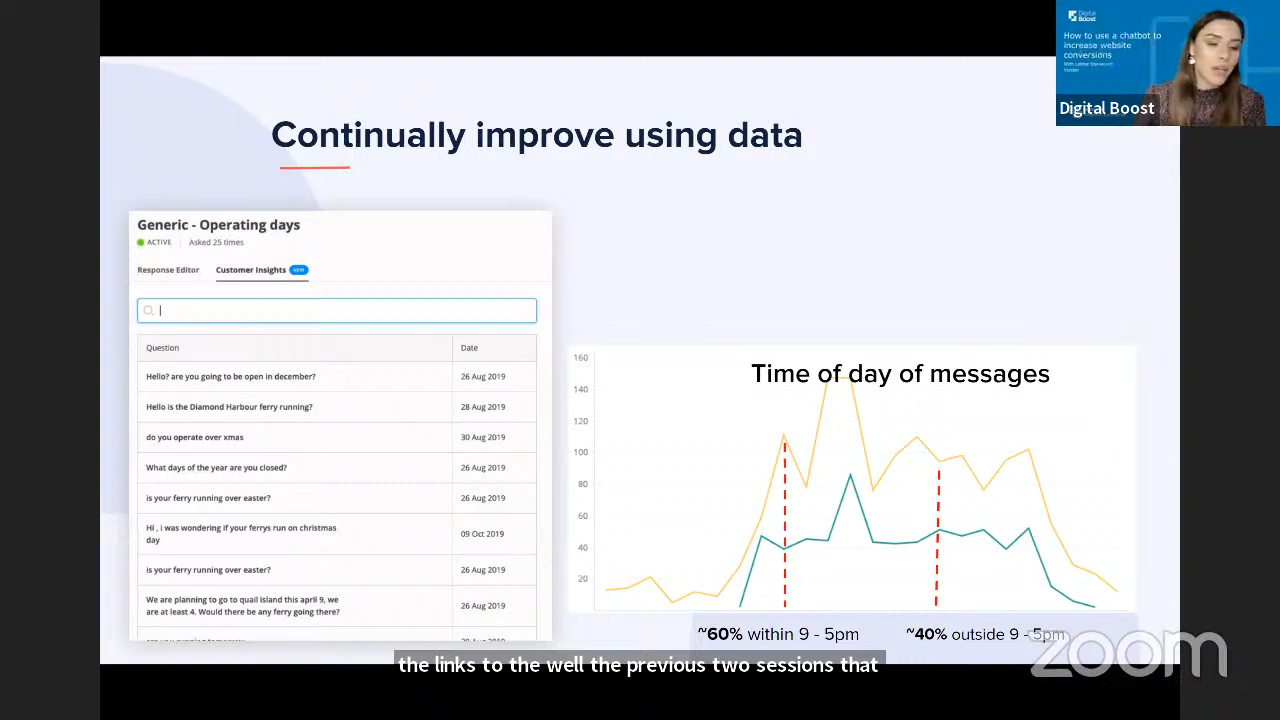 Digital
Boost
How to use a chatbot to
increase website
conversions
Yonder
Digital Boost
Continually improve using data
Generic - Operating days
ACTIVE | Asked 25 times
Response Editor Customer Insights NEW
Question Date
Hello? are you going to be open in december? 26 Aug 2019
Hello is the Diamond Harbour ferry running? 28 Aug 2019
do you operate over xmas 30 Aug 2019
What days of the year are you closed? 26 Aug 2019
is your ferry running over easter? 26 Aug 2019
Hi , i was wondering if your ferrys run on christmas
day 09 Oct 2019
is your ferry running over easter? 26 Aug 2019
We are planning to go to quail island this april 9, we
are at least 4. Would there be any ferry going there? 26 Aug 2019
Time of day of messages
160
140
120
100
80
60
40
20
~60% within 9 - 5pm ~40% outside 9 - 5pm
the links to the well the previous two sessions that
zoom